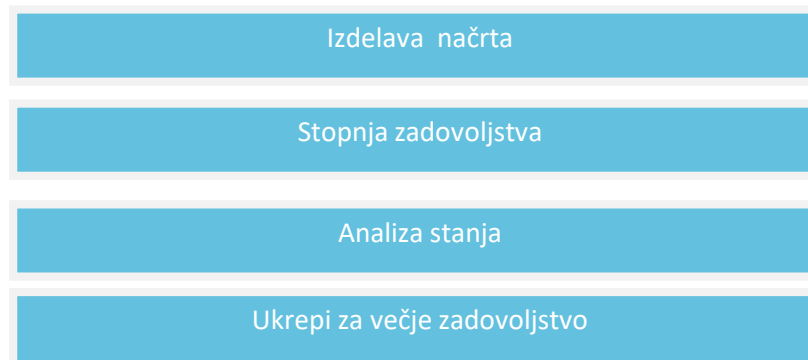 Izdelava načrta
Stopnja zadovoljstva
Analiza stanja
Ukrepi za večje zadovoljstvo